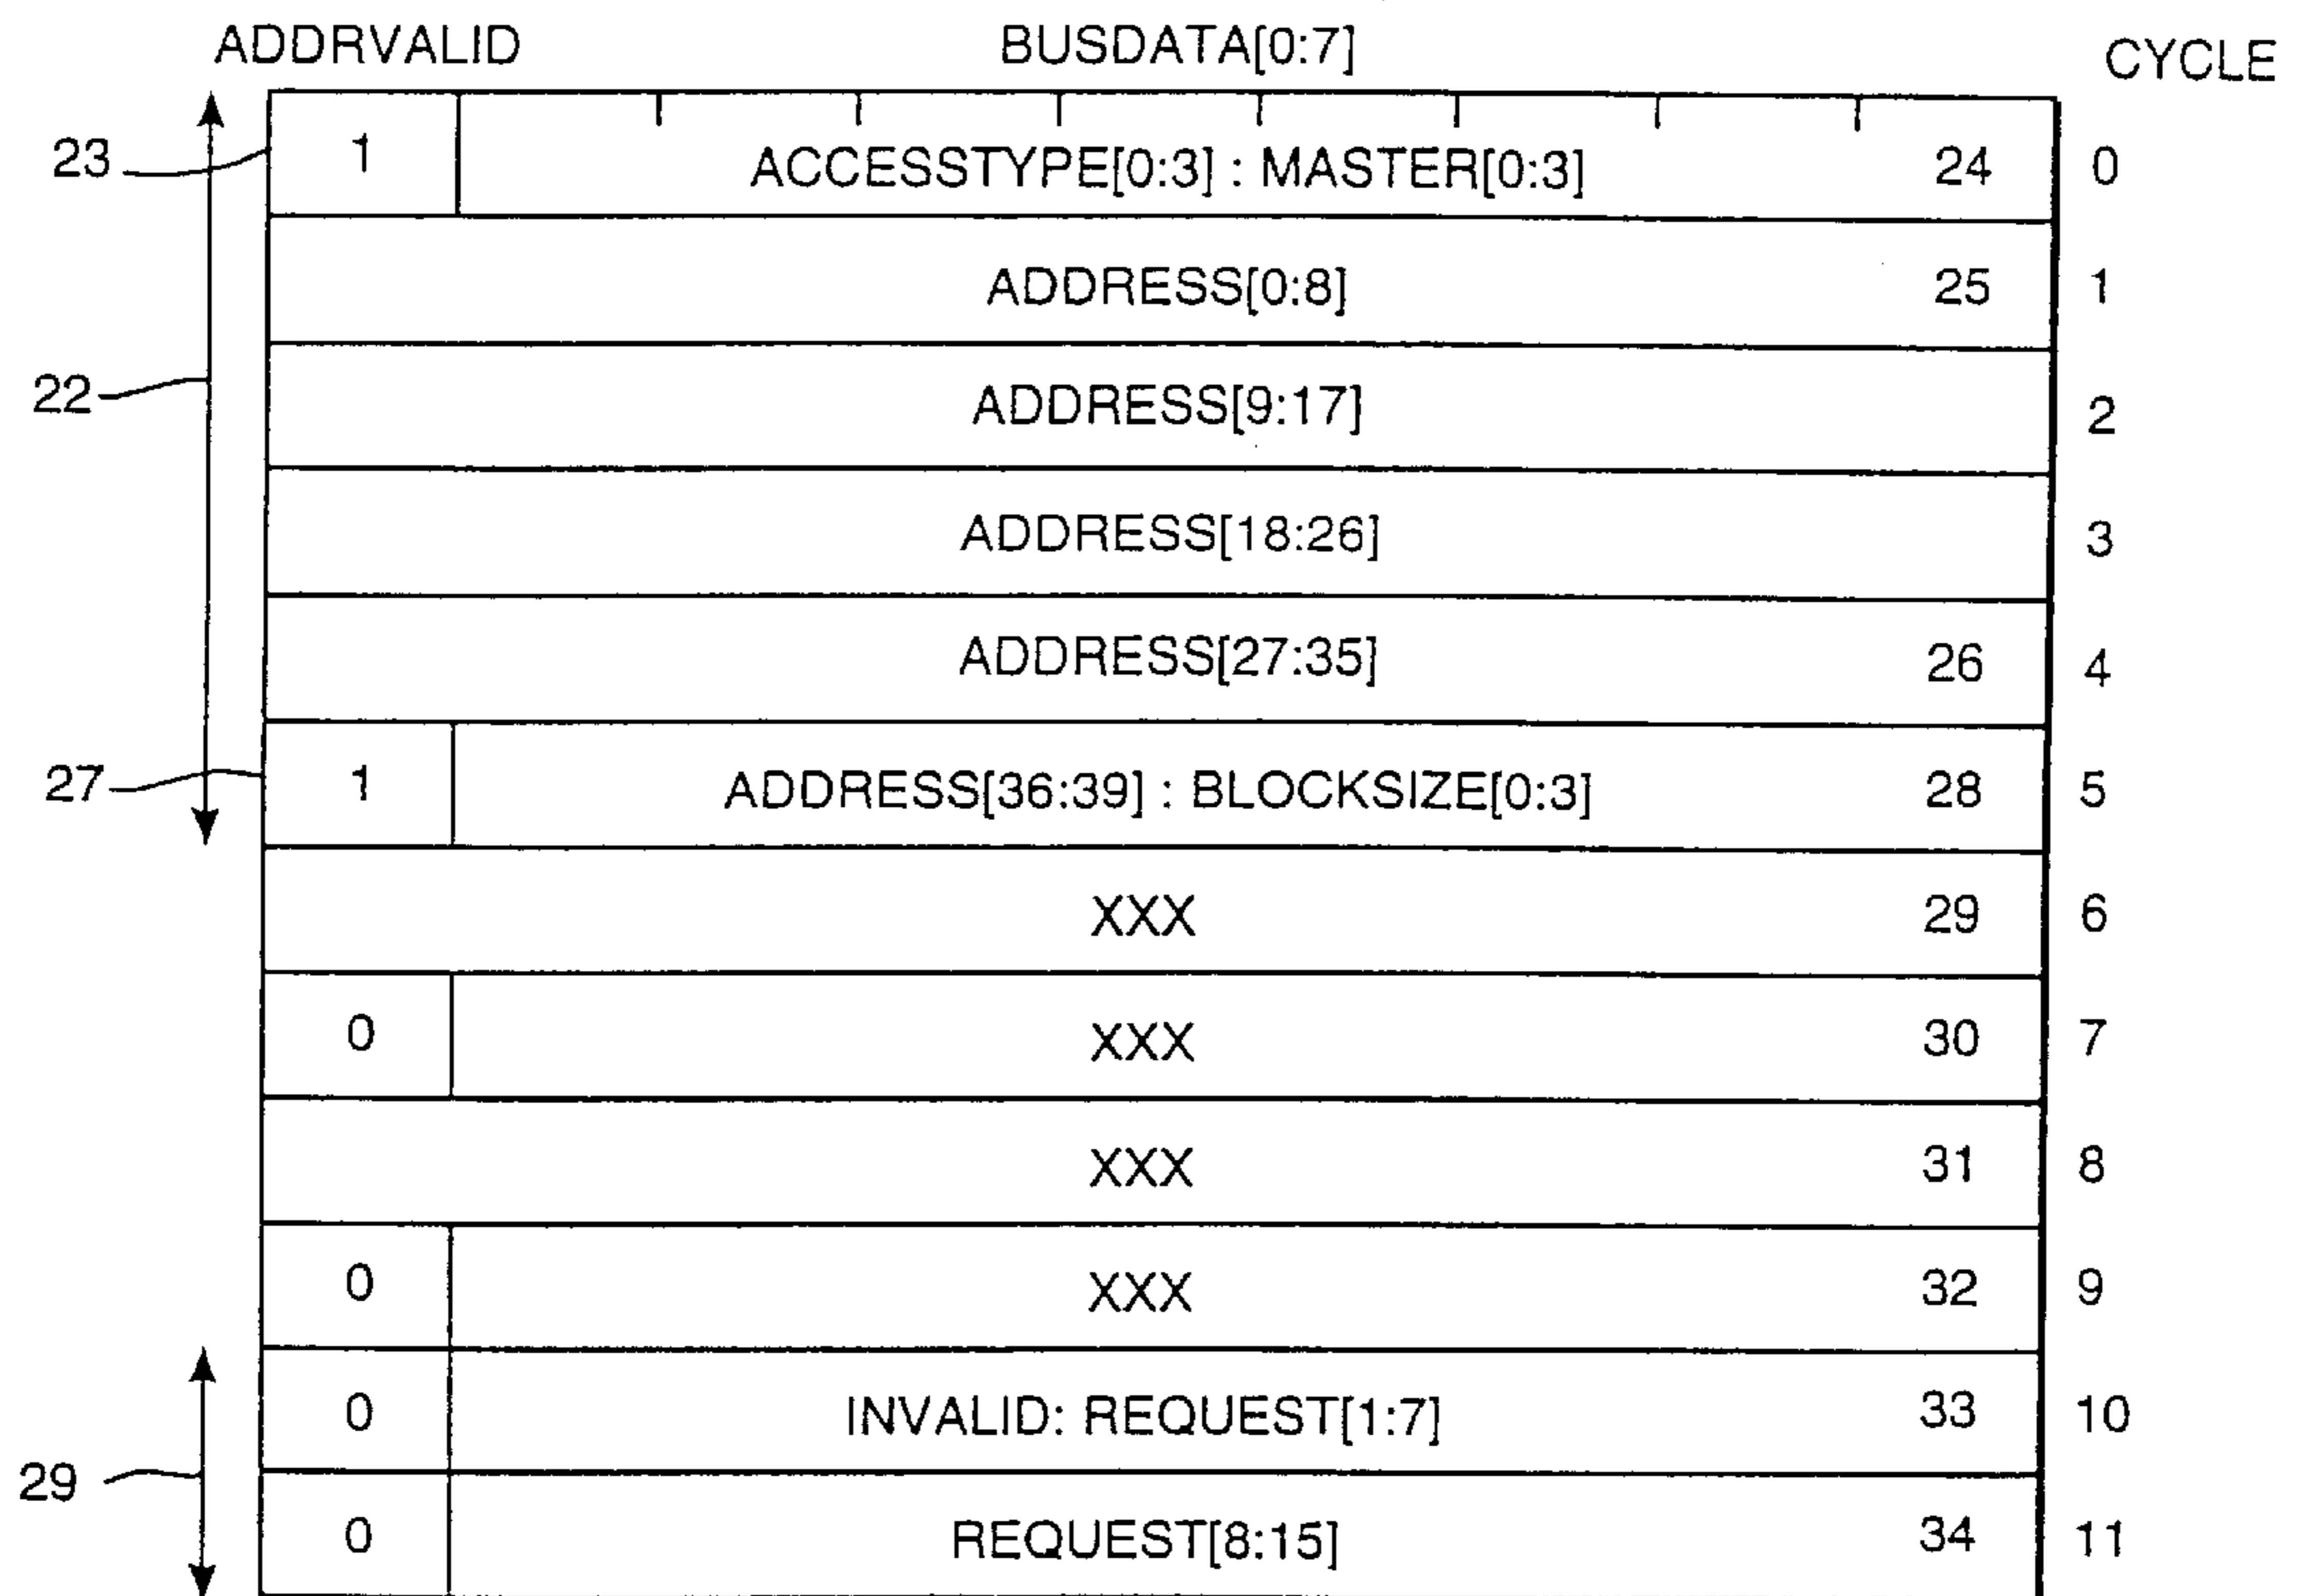 ADDRVALID BUSDATA[0:7] CYCLE
23 1 ACCESSTYPE[0:3] : MASTER[0:3] 24 0
ADDRESS[0:8] 25 1
22 ADDRESS[9:17] 2
ADDRESS[18:26] 3
ADDRESS[27:35] 26 4
27 1 ADDRESS[36:39] : BLOCKSIZE[0:3] 28 5
XXX 29 6
0 XXX 30 7
XXX 31 8
0 XXX 32 9
0 INVALID: REQUEST[1:7] 33 10
29
0 REQUEST[8:15] 34 11